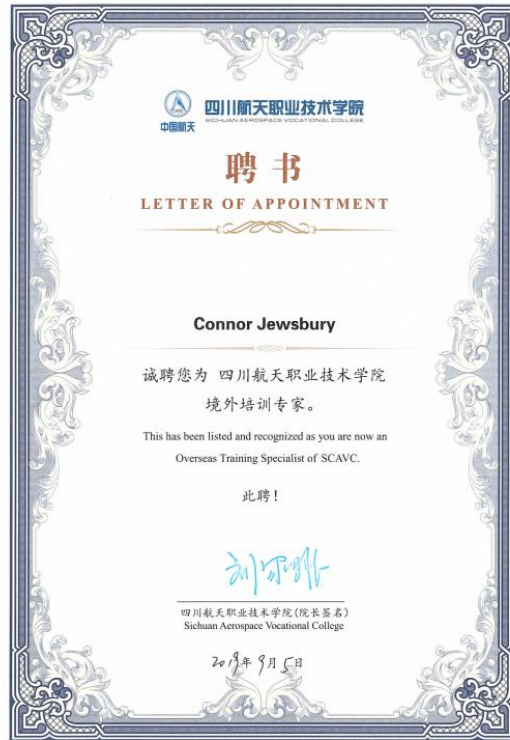 中国航天
四川航天职业技术学院
SICHUAN AEROSPACE VOCATIONAL COLLEGE
聘书
LETTER OF APPOINTMENT
Connor Jewsbury
诚聘您为 四川航天职业技术学院
境外培训专家。
This has been listed and recognized as you are now an
Overseas Training Specialist of SCAVC.
此聘！
四川航天职业技术学院(院长签名)
Sichuan Aerospace Vocational College
2019年9月5日